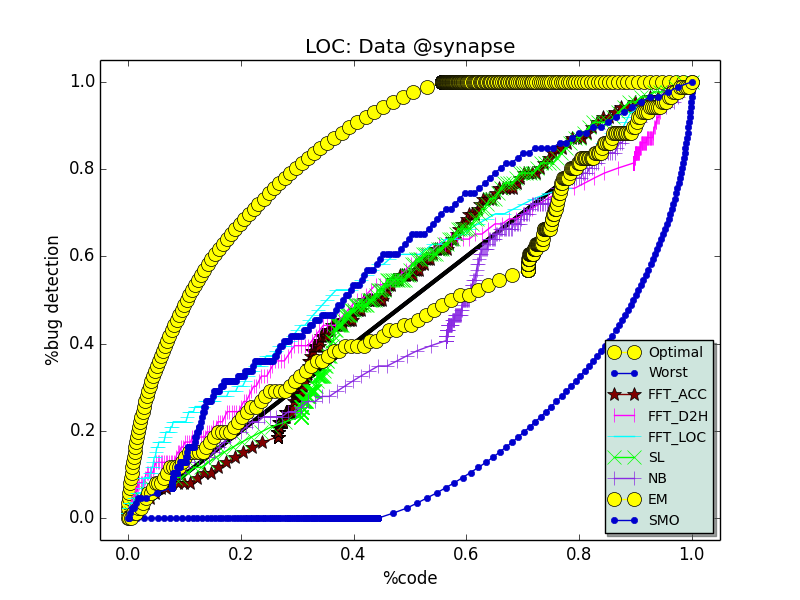 LOC: Data @synapse
1.0
0.8
0.6
0.4
0.2
0.0
%bug detection
0.0 0.2 0.4 0.6 0.8 1.0
%code
Optimal
Worst
FFT_ACC
FFT_D2H
FFT_LOC
SL
NB
EM
SMO